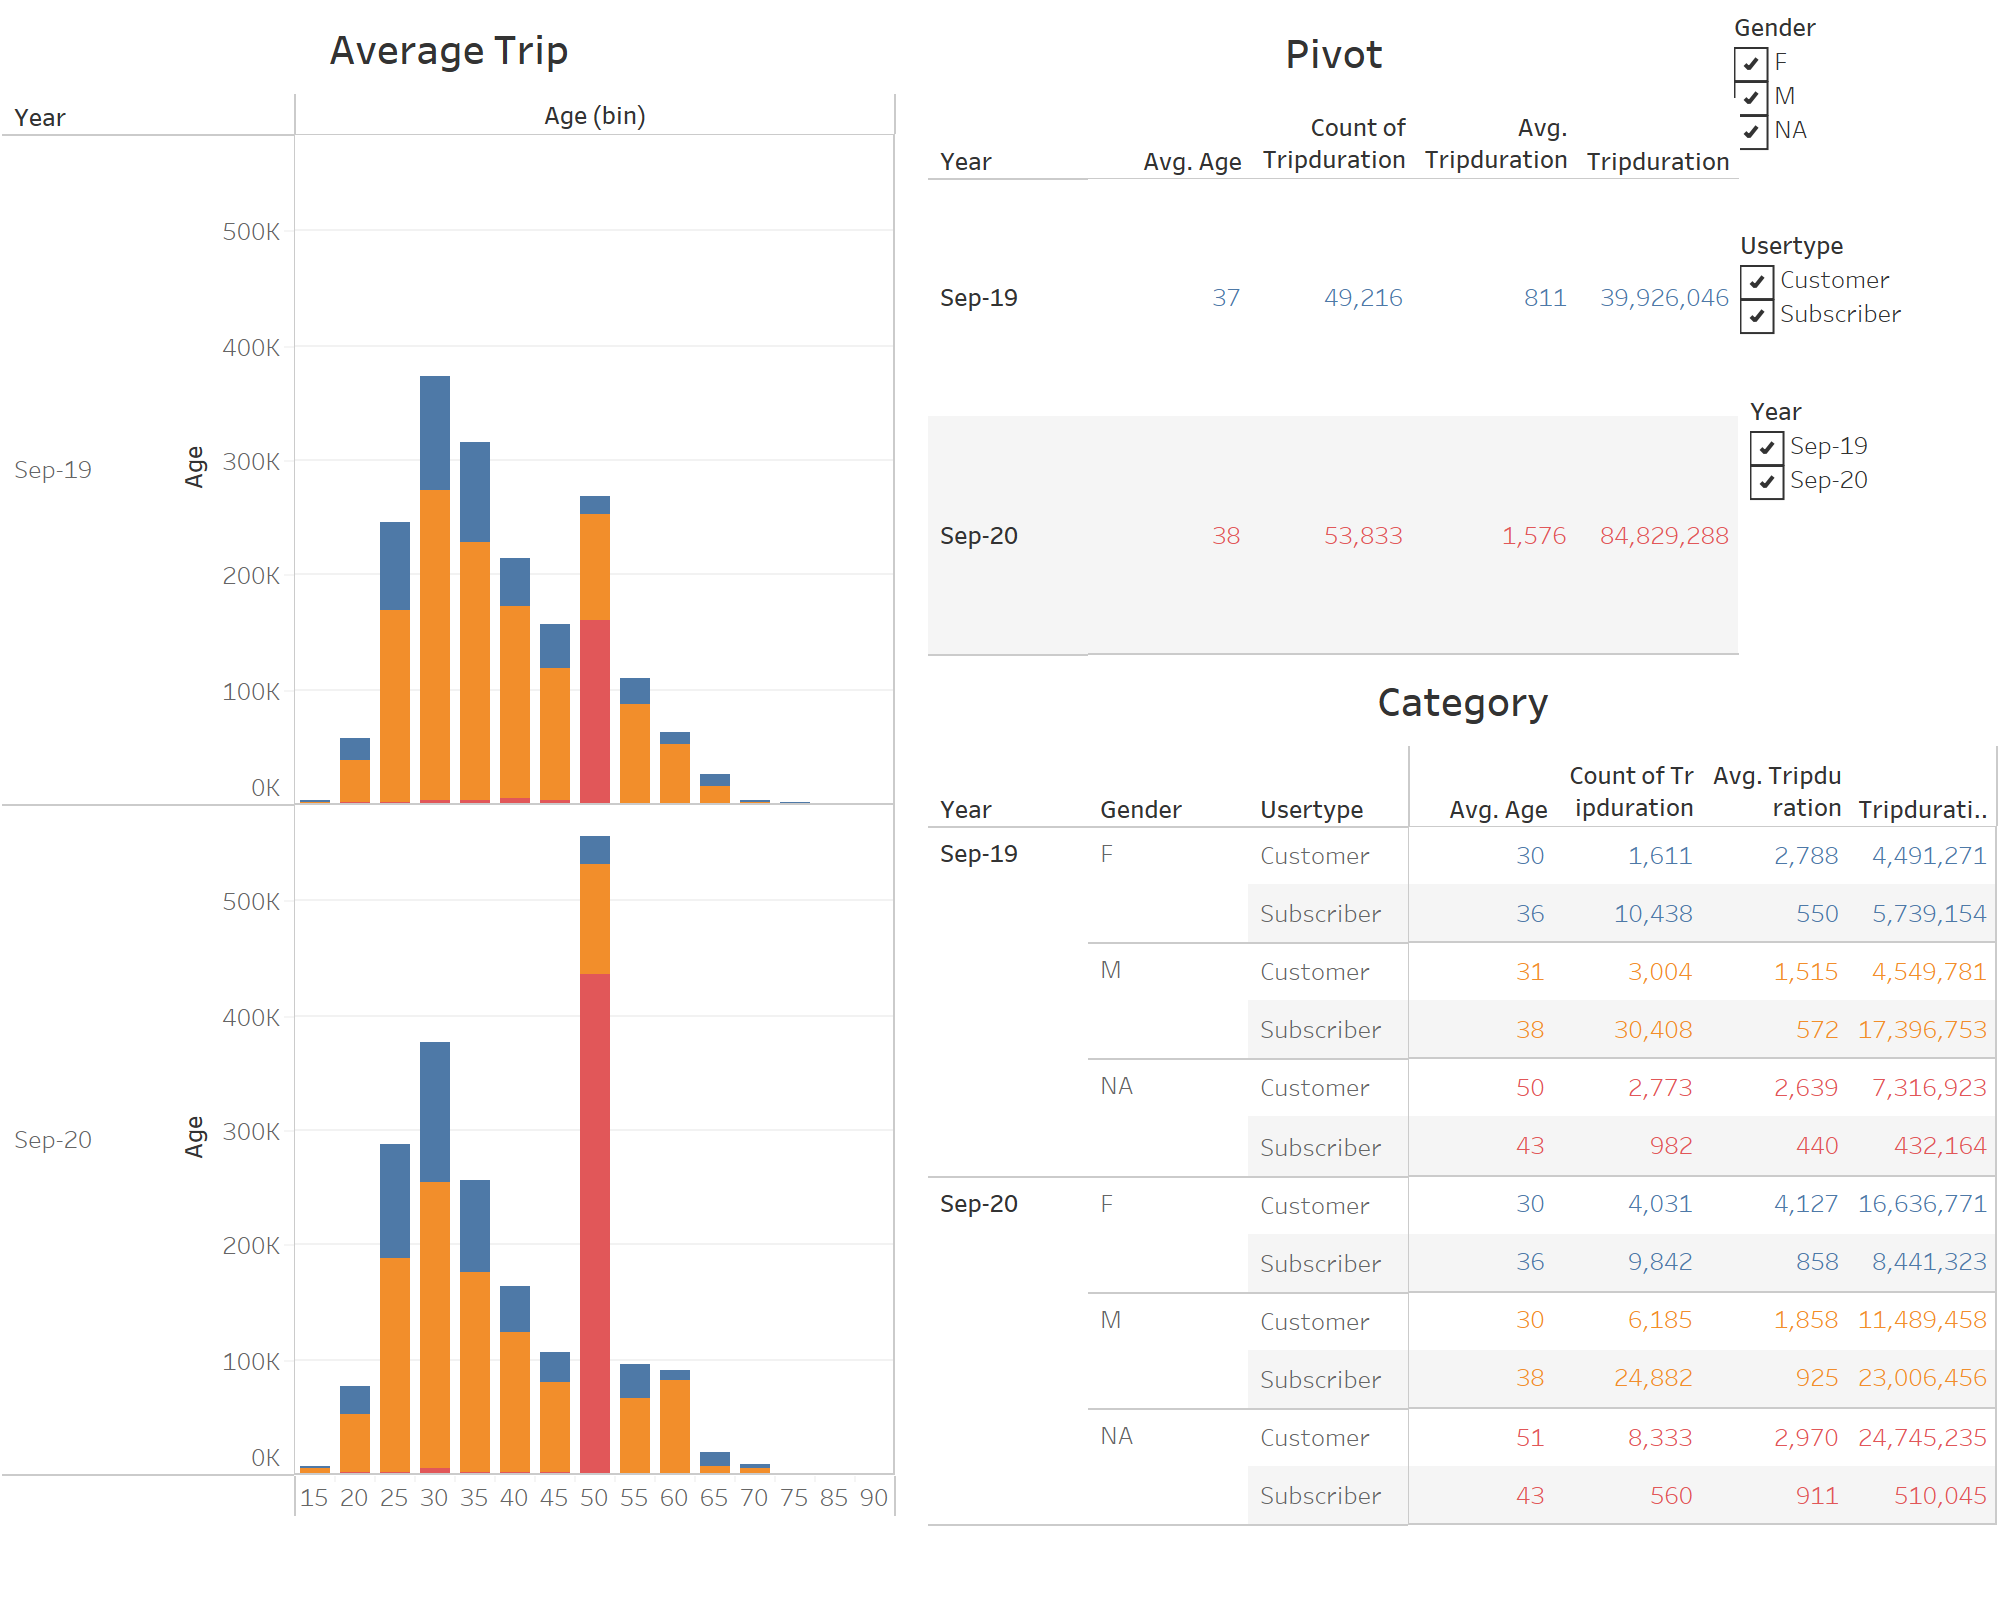 Average Trip
Year
Age (bin)
Sep-19
Age
500K
400K
300K
200K
100K
0K
Sep-20
Age
500K
400K
300K
200K
100K
0K
15 20 25 30 35 40 45 50 55 60 65 70 75 85 90
Pivot
Year Avg. Age Count of Tripduration Avg. Tripduration Tripduration
Sep-19 37 49,216 811 39,926,046
Sep-20 38 53,833 1,576 84,829,288
Gender
F
M
NA
Usertype
Customer
Subscriber
Year
Sep-19
Sep-20
Category
Year Gender Usertype Avg. Age Count of Tr ipduration Avg. Tripdu ration Tripdurati..
Sep-19 F Customer 30 1,611 2,788 4,491,271
Subscriber 36 10,438 550 5,739,154
M Customer 31 3,004 1,515 4,549,781
Subscriber 38 30,408 572 17,396,753
NA Customer 50 2,773 2,639 7,316,923
Subscriber 43 982 440 432,164
Sep-20 F Customer 30 4,031 4,127 16,636,771
Subscriber 36 9,842 858 8,441,323
M Customer 30 6,185 1,858 11,489,458
Subscriber 38 24,882 925 23,006,456
NA Customer 51 8,333 2,970 24,745,235
Subscriber 43 560 911 510,045